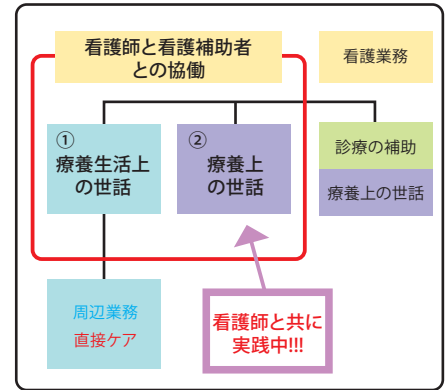 看護師と看護補助者
との協働
看護業務
①
療養生活上
の世話
②
療養上
の世話
診療の補助
療養上の世話
周辺業務
直接ケア
看護師と共に
実践中!!!